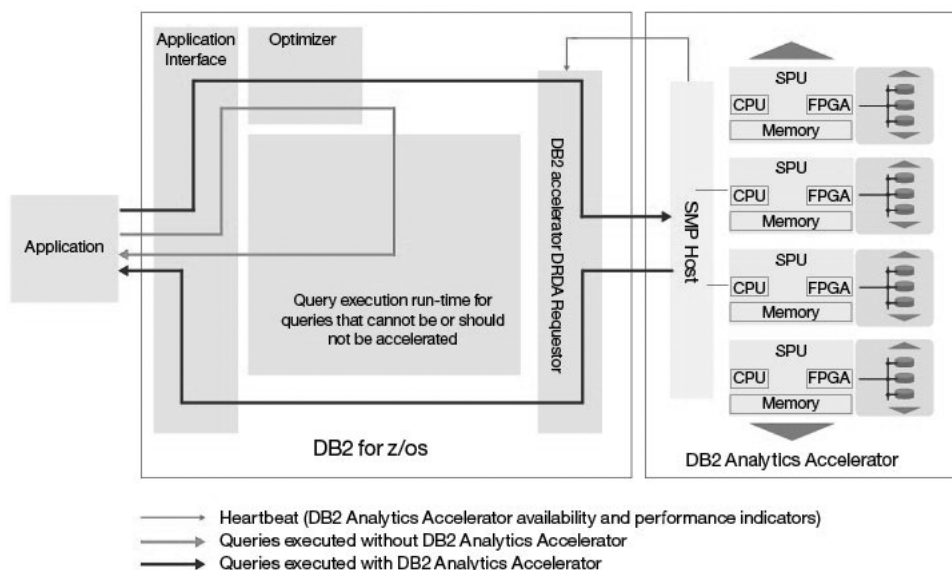 Application
Interface
Optimizer
Application
Query execution run-time for
queries that cannot be or should
not be accelerated
DB2 accelerator DRDA Requestor
DB2 for z/os
SMP Host
SPU
CPU
FPGA
Memory
SPU
CPU
FPGA
Memory
SPU
CPU
FPGA
Memory
SPU
CPU
FPGA
Memory
DB2 Analytics Accelerator
Heartbeat (DB2 Analytics Accelerator availability and performance indicators)
Queries executed without DB2 Analytics Accelerator
Queries executed with DB2 Analytics Accelerator